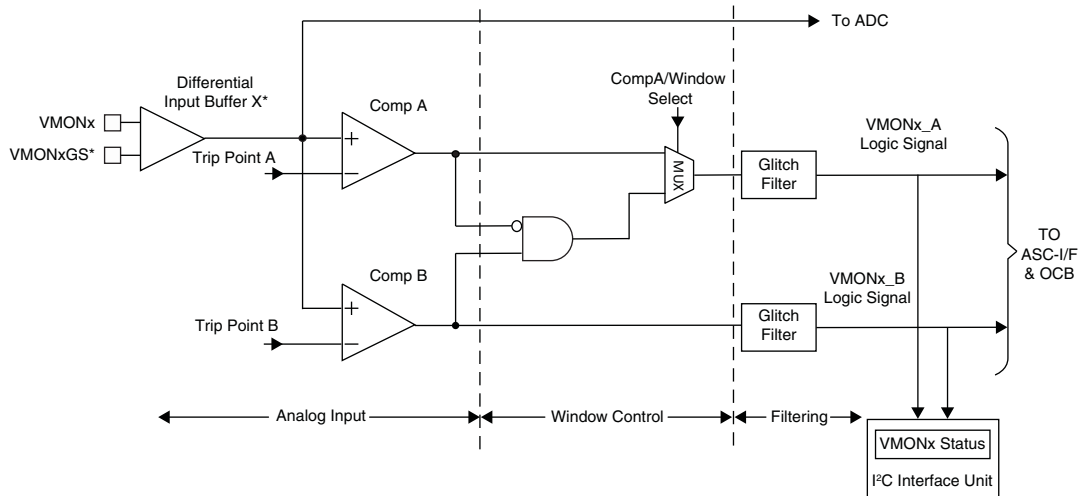 To ADC
Differential
Input Buffer X*
CompA/Window
Select
Comp A
VMONx
VMONxGS*
Trip Point A
+
–
MUX
Glitch
Filter
VMONx_A
Logic Signal
TO
ASC-I/F
& OCB
Comp B
Trip Point B
+
–
VMONx_B
Logic Signal
Glitch
Filter
Analog Input
Window Control
Filtering
VMONx Status
I²C Interface Unit